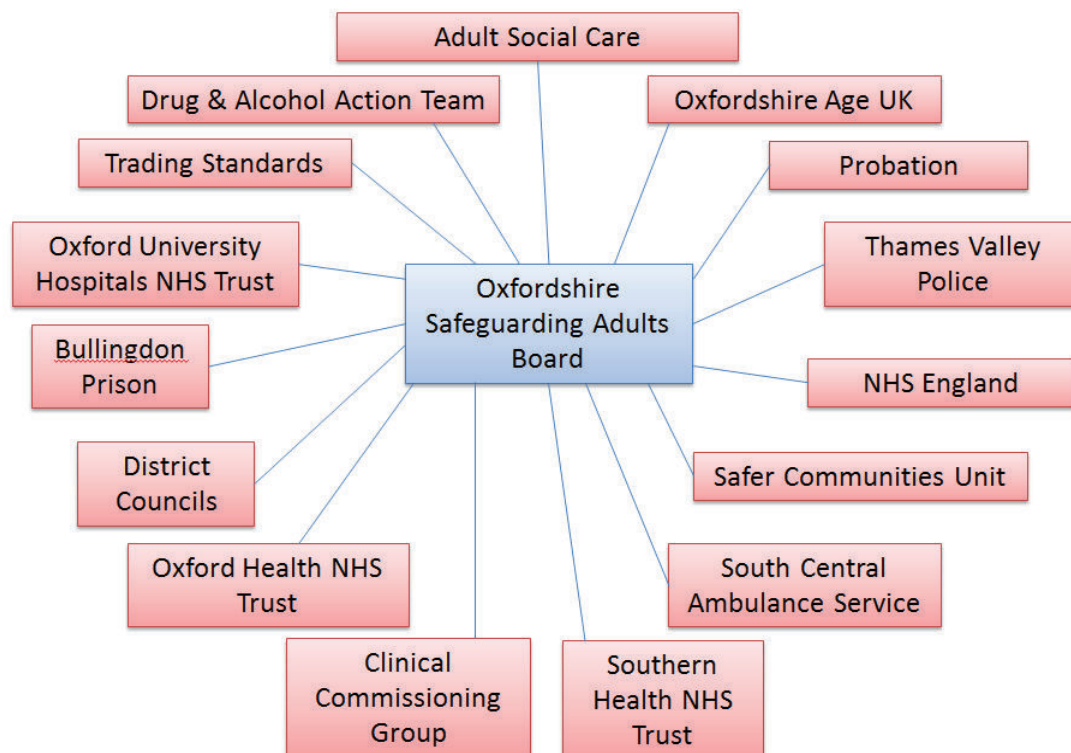 Adult Social Care
Drug & Alcohol Action Team
Oxfordshire Age UK
Trading Standards
Probation
Oxford University
Hospitals NHS Trust
Thames Valley
Police
Oxfordshire
Safeguarding Adults
Board
Bullingdon
Prison
NHS England
District
Councils
Safer Communities Unit
Oxford Health NHS
Trust
South Central
Ambulance Service
Clinical
Commissioning
Group
Southern
Health NHS
Trust